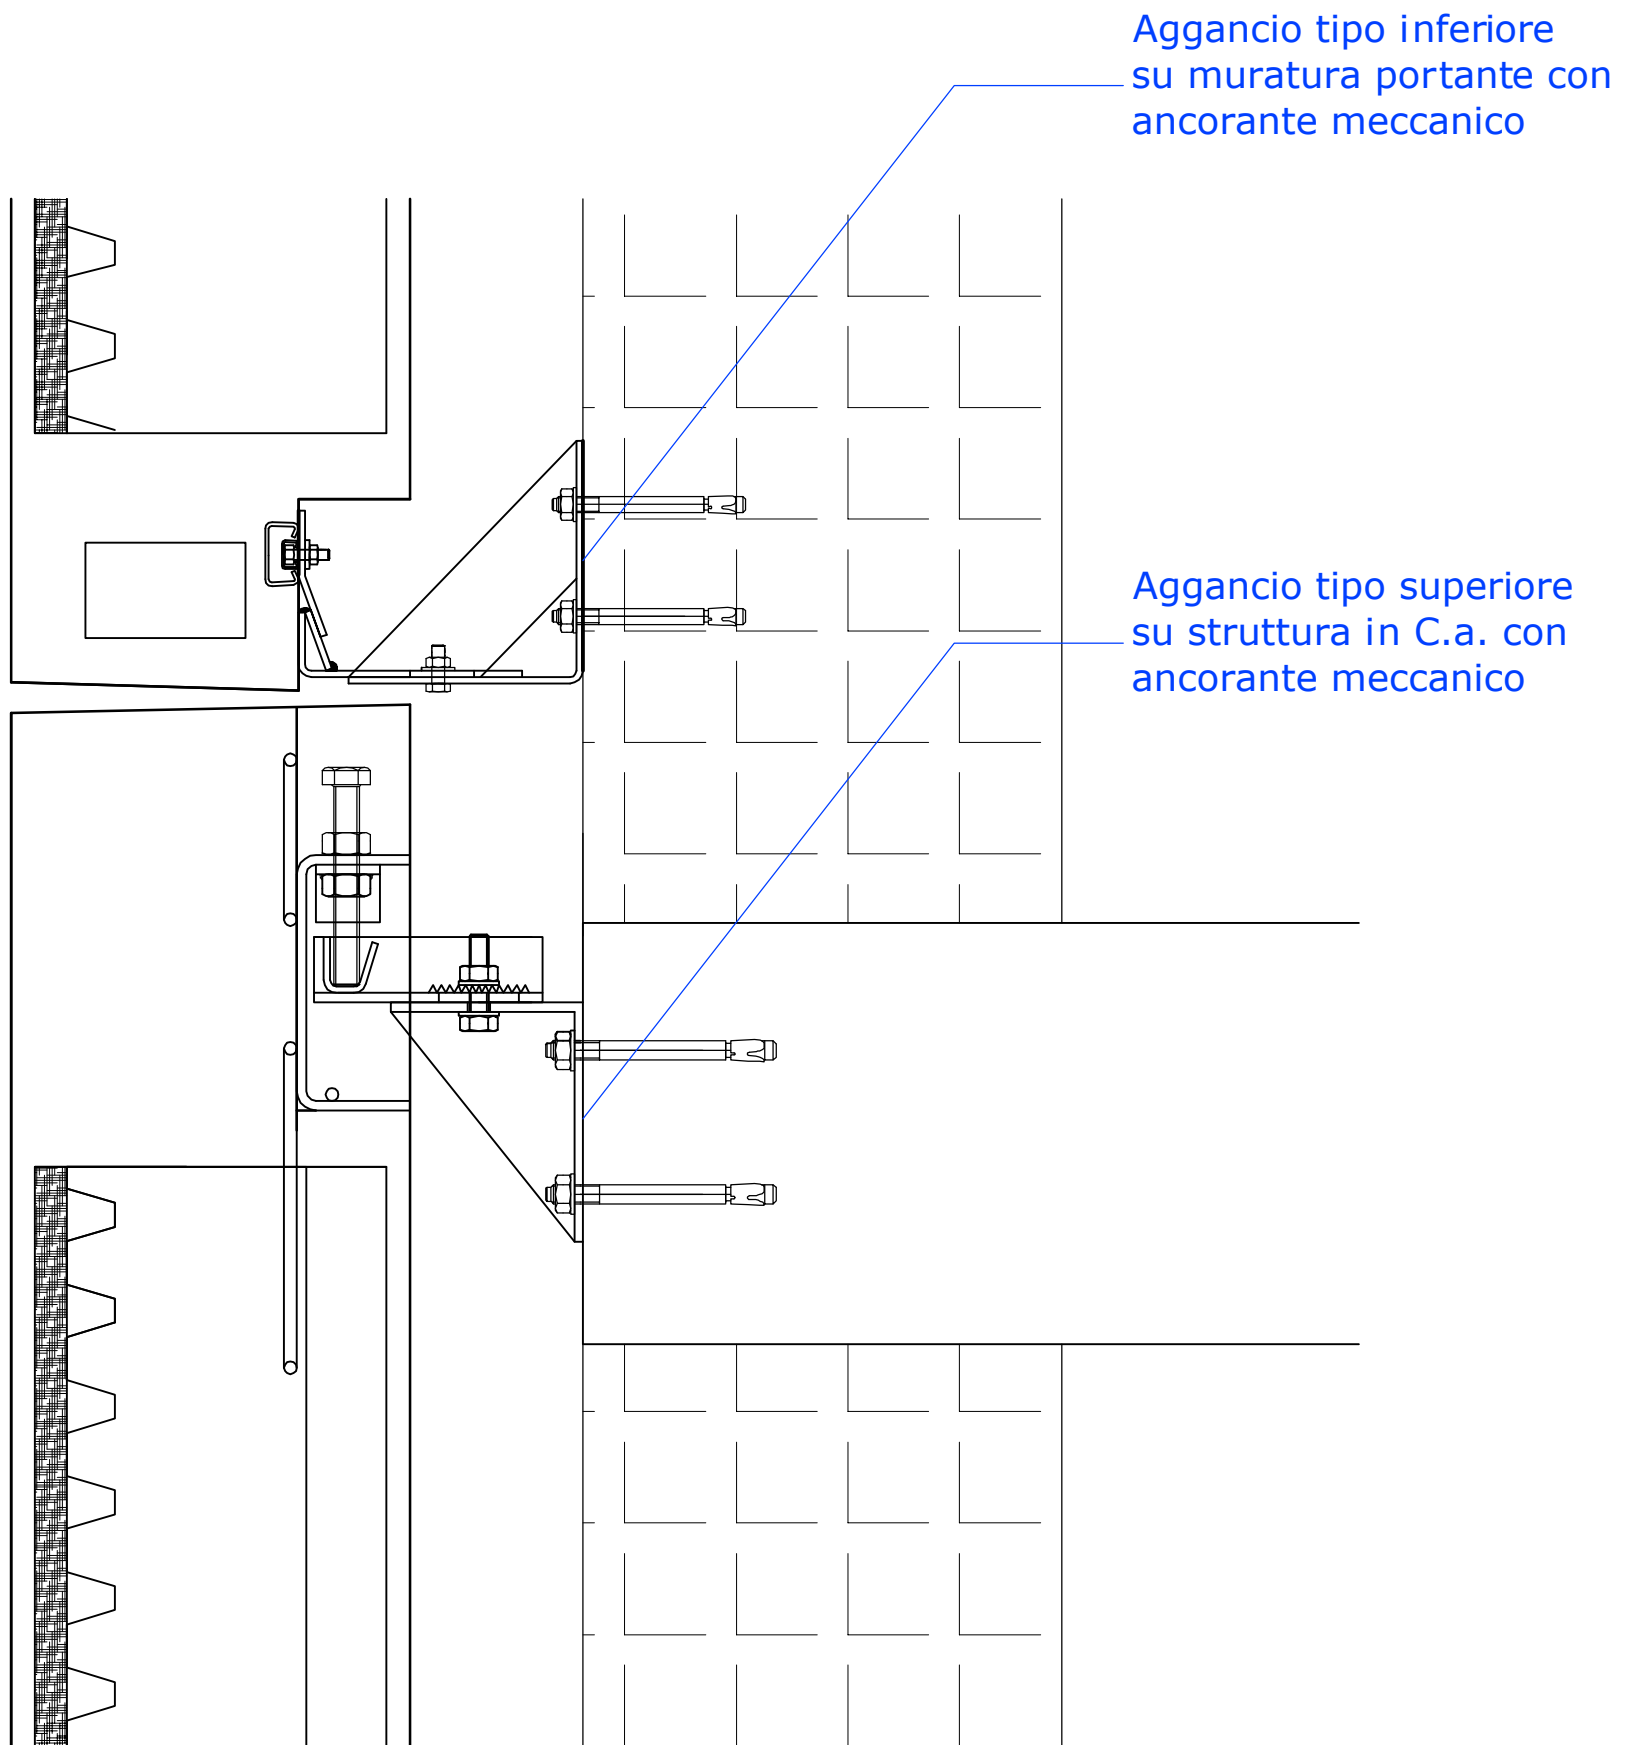 Aggancio tipo inferiore
su muratura portante con
ancorante meccanico
Aggancio tipo superiore
su struttura in C.a. con
ancorante meccanico